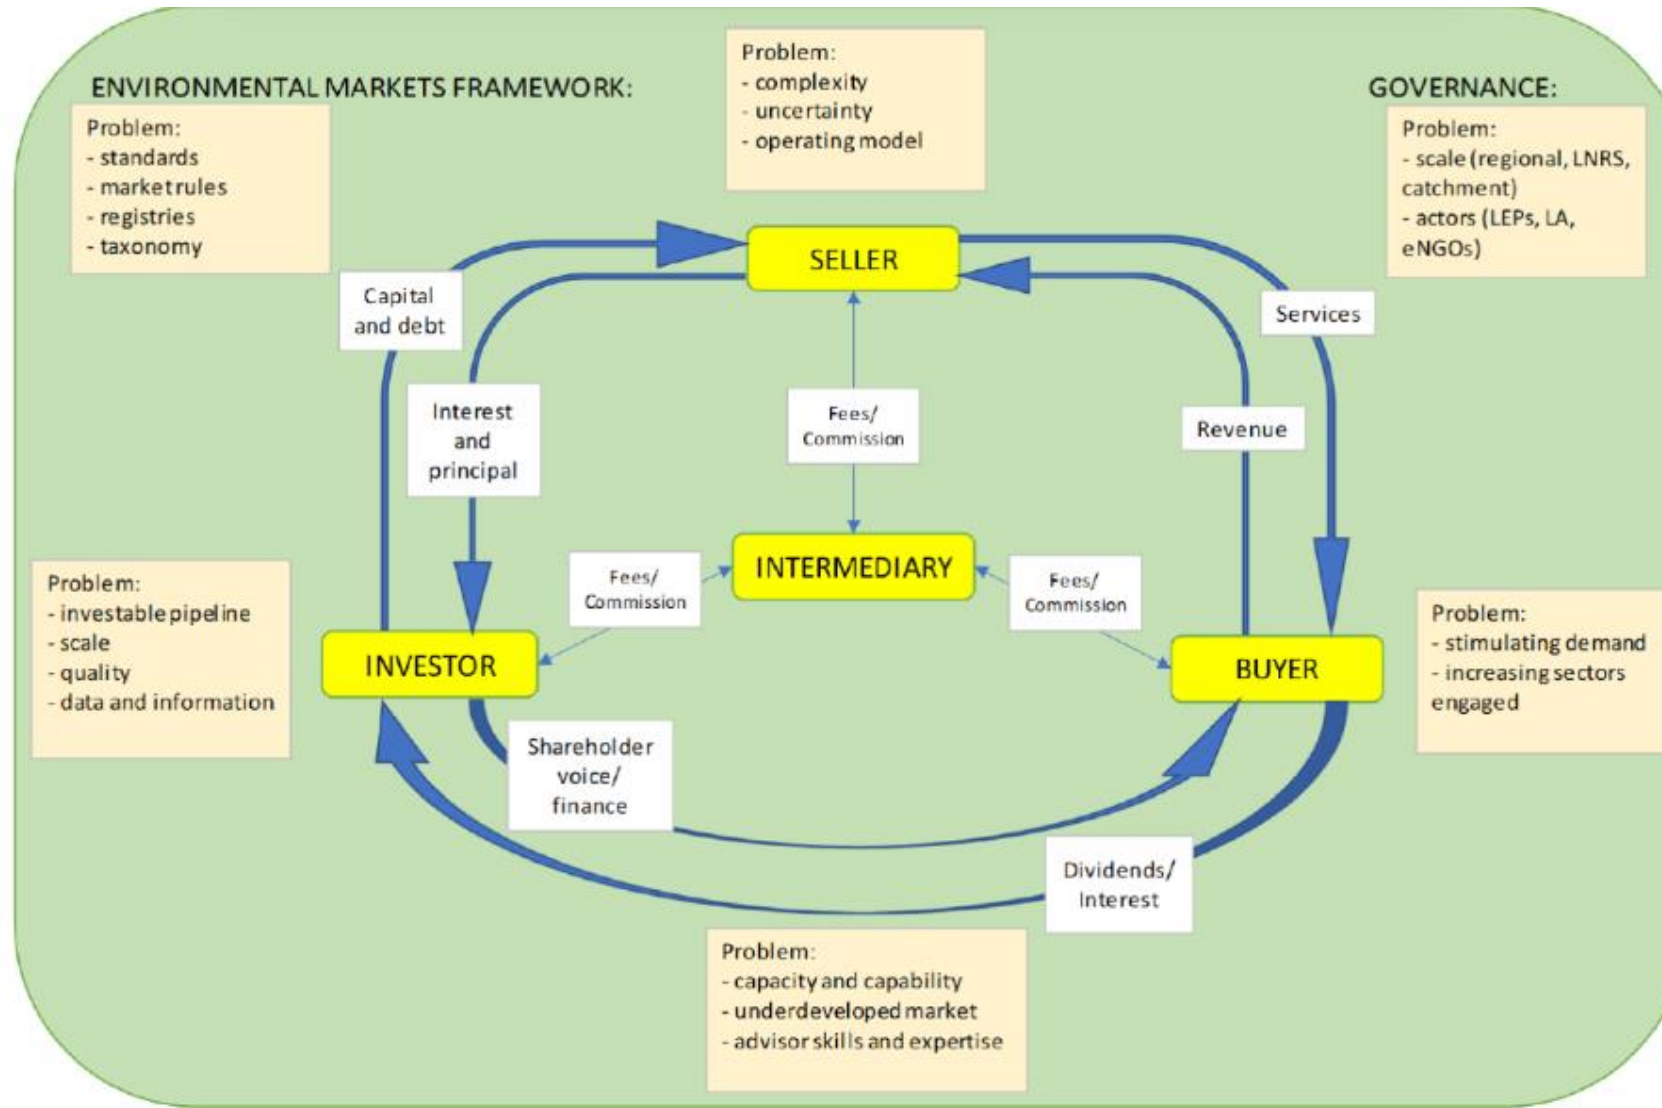 Problem:
- complexity
- uncertainty
- operating model
ENVIRONMENTAL MARKETS FRAMEWORK:
Problem:
- standards
- market rules
- registries
- taxonomy
GOVERNANCE:
Problem:
- scale (regional, LNRS,
catchment)
- actors (LEPs, LA,
eNGOs)
SELLER
Capital
and debt
Services
Interest
and
principal
Fees/
Commission
Revenue
INTERMEDIARY
Fees/
Commission
Fees/
Commission
Problem:
- investable pipeline
- scale
- quality
- data and information
INVESTOR
BUYER
Problem:
- stimulating demand
- increasing sectors
engaged
Shareholder
voice/
finance
Dividends/
Interest
Problem:
- capacity and capability
- underdeveloped market
- advisor skills and expertise